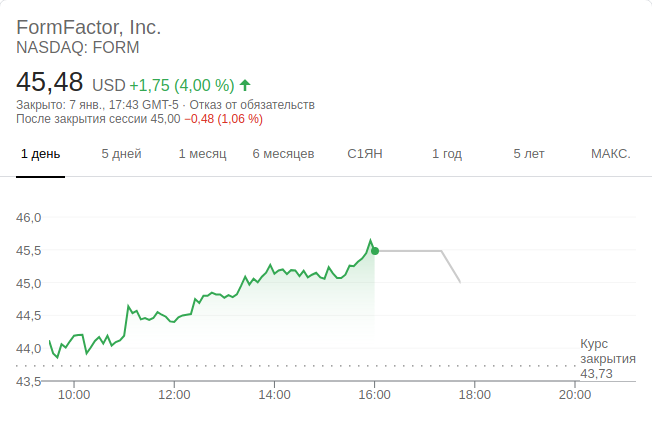 FormFactor, Inc.
NASDAQ: FORM
45,48 USD +1,75 (4,00 %)
Закрыто: 7 янв., 17:43 GMT-5 · Отказ от обязательств
После закрытия сессии 45,00 −0,48 (1,06 %)
1 день 5 дней 1 месяц 6 месяцев С1ЯН 1 год 5 лет МАКС.
46,0
45,5
45,0
44,5
44,0
Курс
закрытия
43,73
43,5
10:00 12:00 14:00 16:00 18:00 20:00